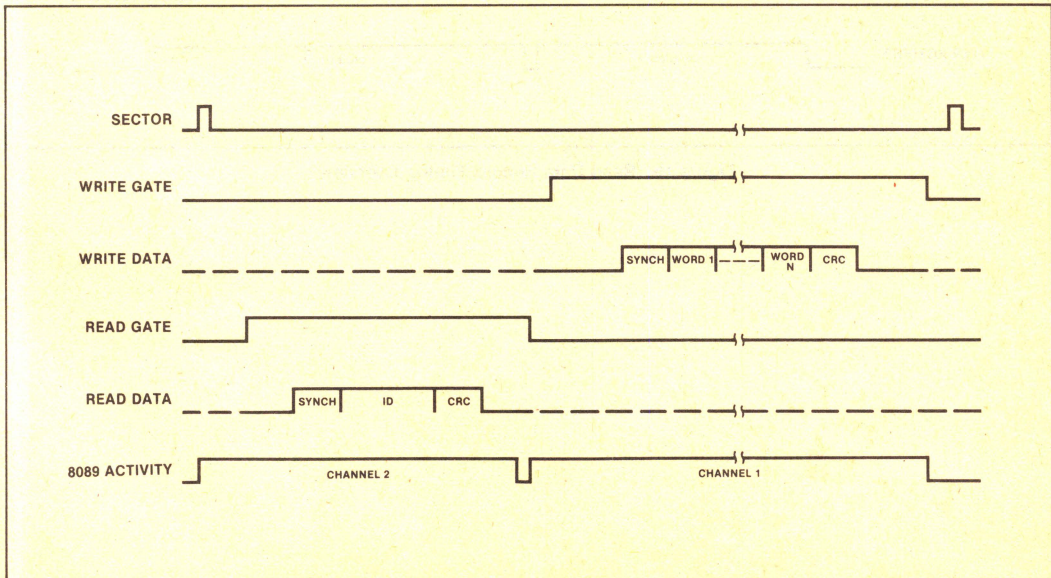 SECTOR
WRITE GATE
WRITE DATA
SYNCH WORD 1 WORD N CRC
READ GATE
READ DATA
SYNCH ID CRC
8089 ACTIVITY
CHANNEL 2 CHANNEL 1